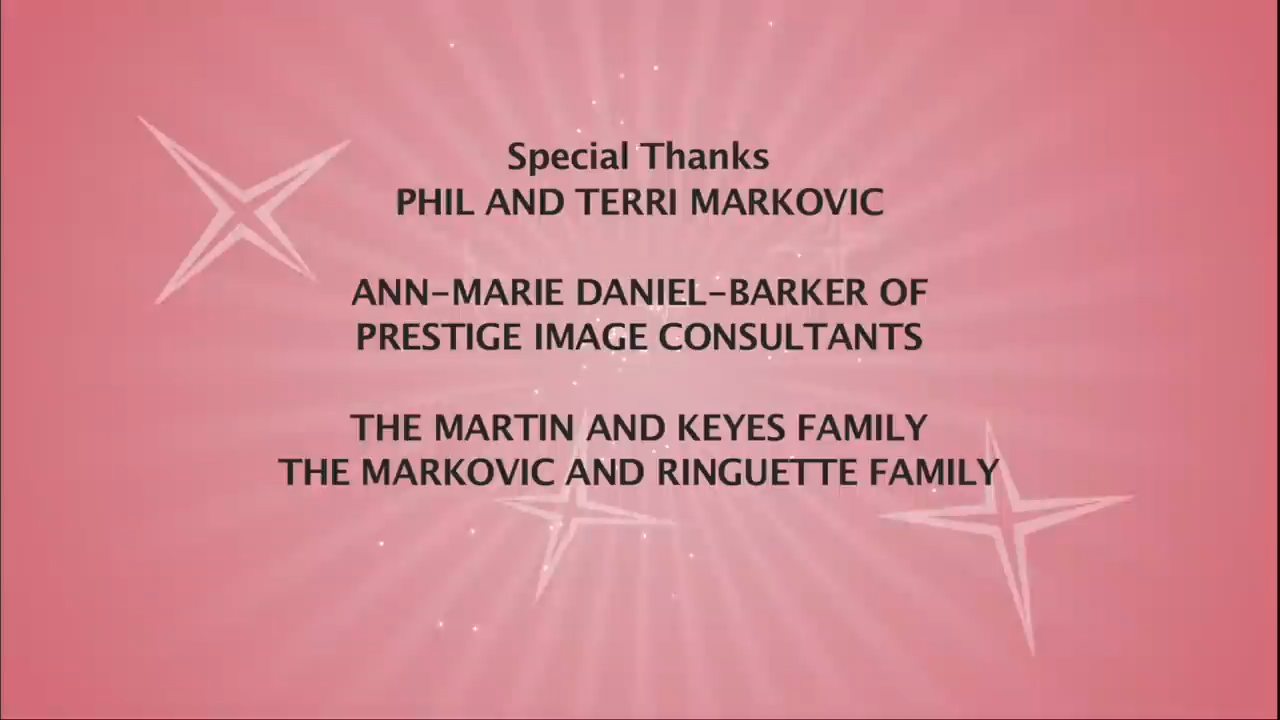 Special Thanks
PHIL AND TERRI MARKOVIC
ANN-MARIE DANIEL-BARKER OF
PRESTIGE IMAGE CONSULTANTS
THE MARTIN AND KEYES FAMILY
THE MARKOVIC AND RINGUETTE FAMILY